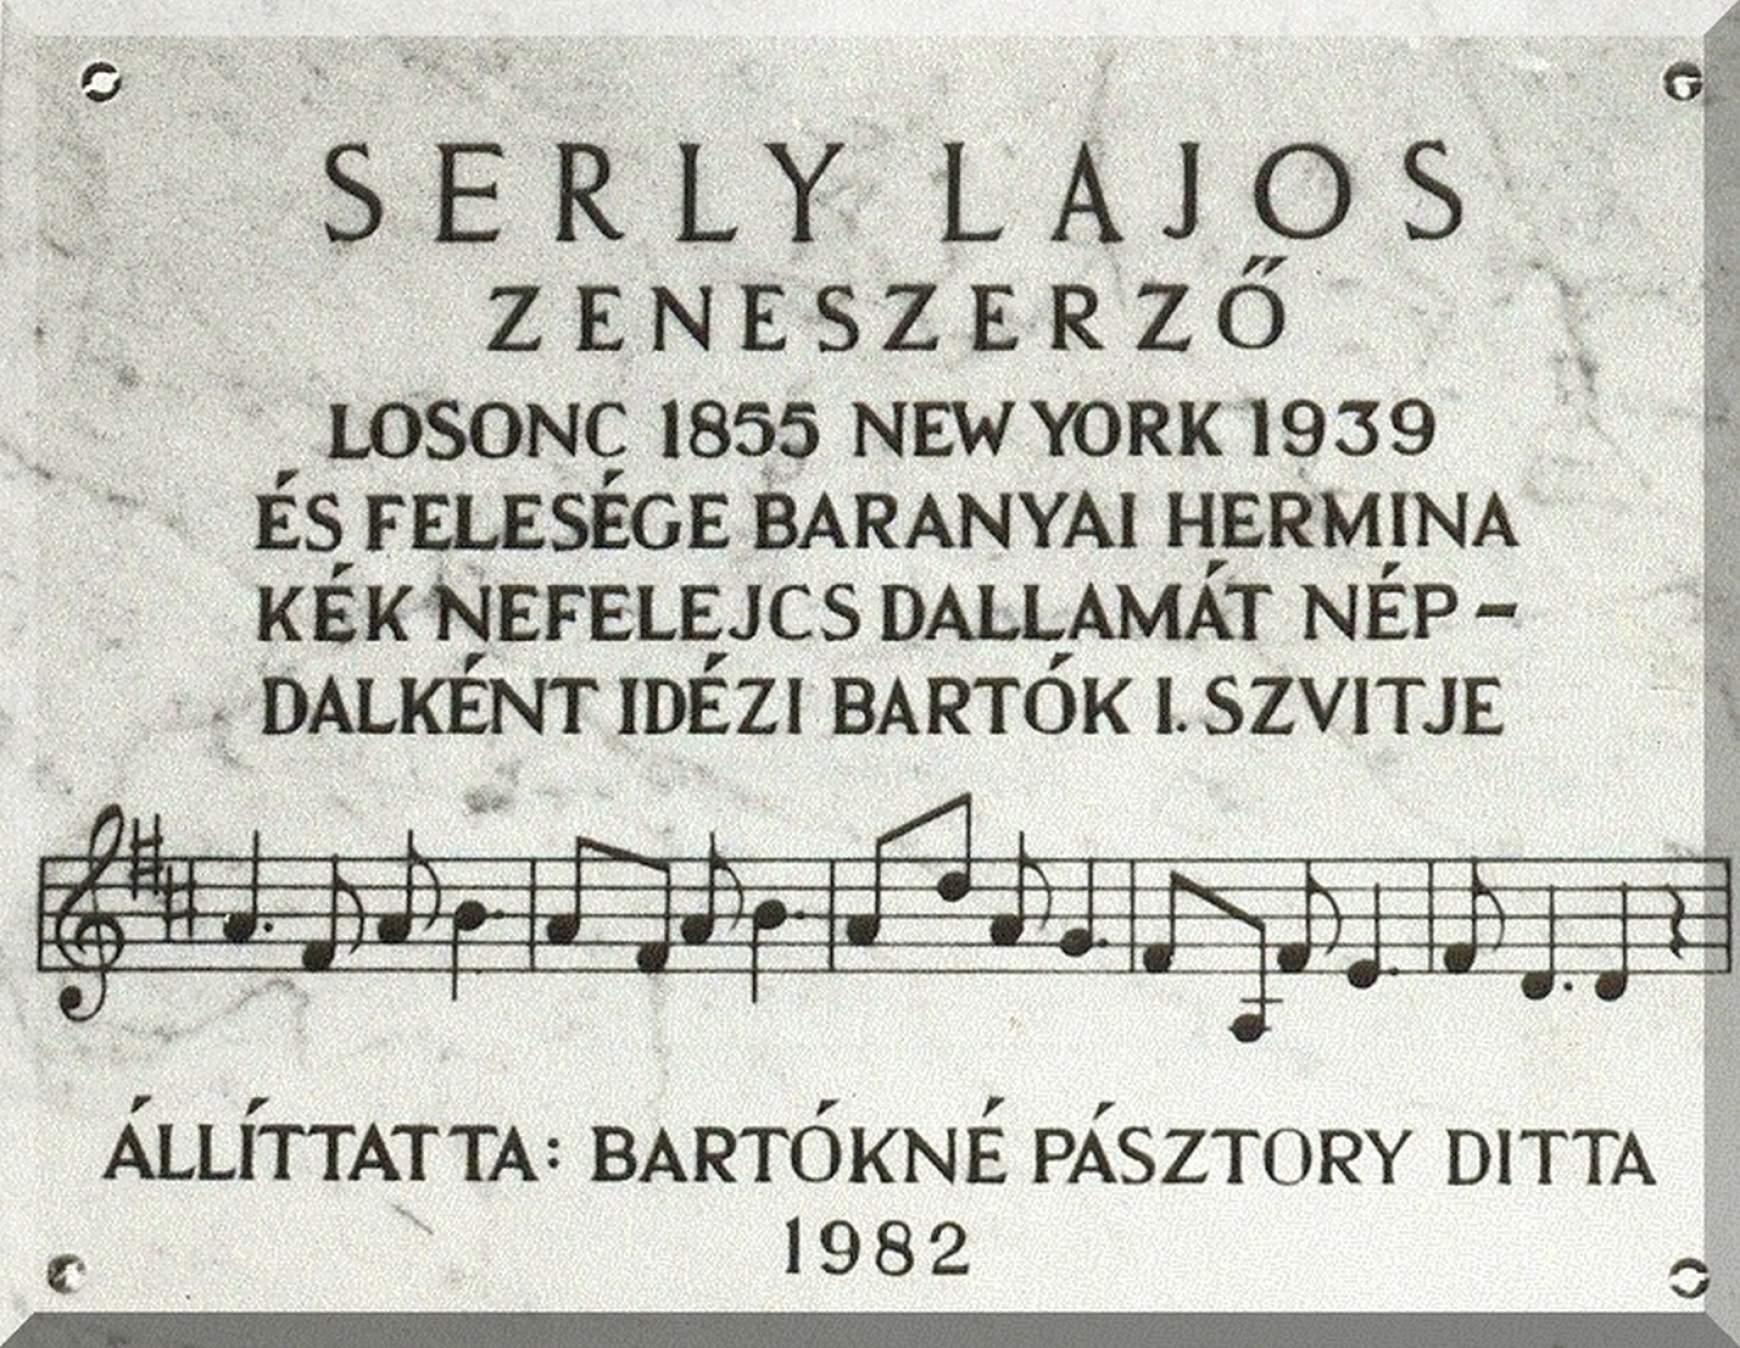 SERLY LAJOS
ZENESZERZŐ
LOSONC 1855 NEW YORK 1939
ÉS FELESÉGE BARANYAI HERMINA
KÉK NEFELEJCS DALLAMÁT NÉP-
DALKÉNT IDÉZI BARTÓK I. SZVITJE
ÁLLÍTTATTA: BARTÓKNÉ PÁSZTORY DITTA
1982